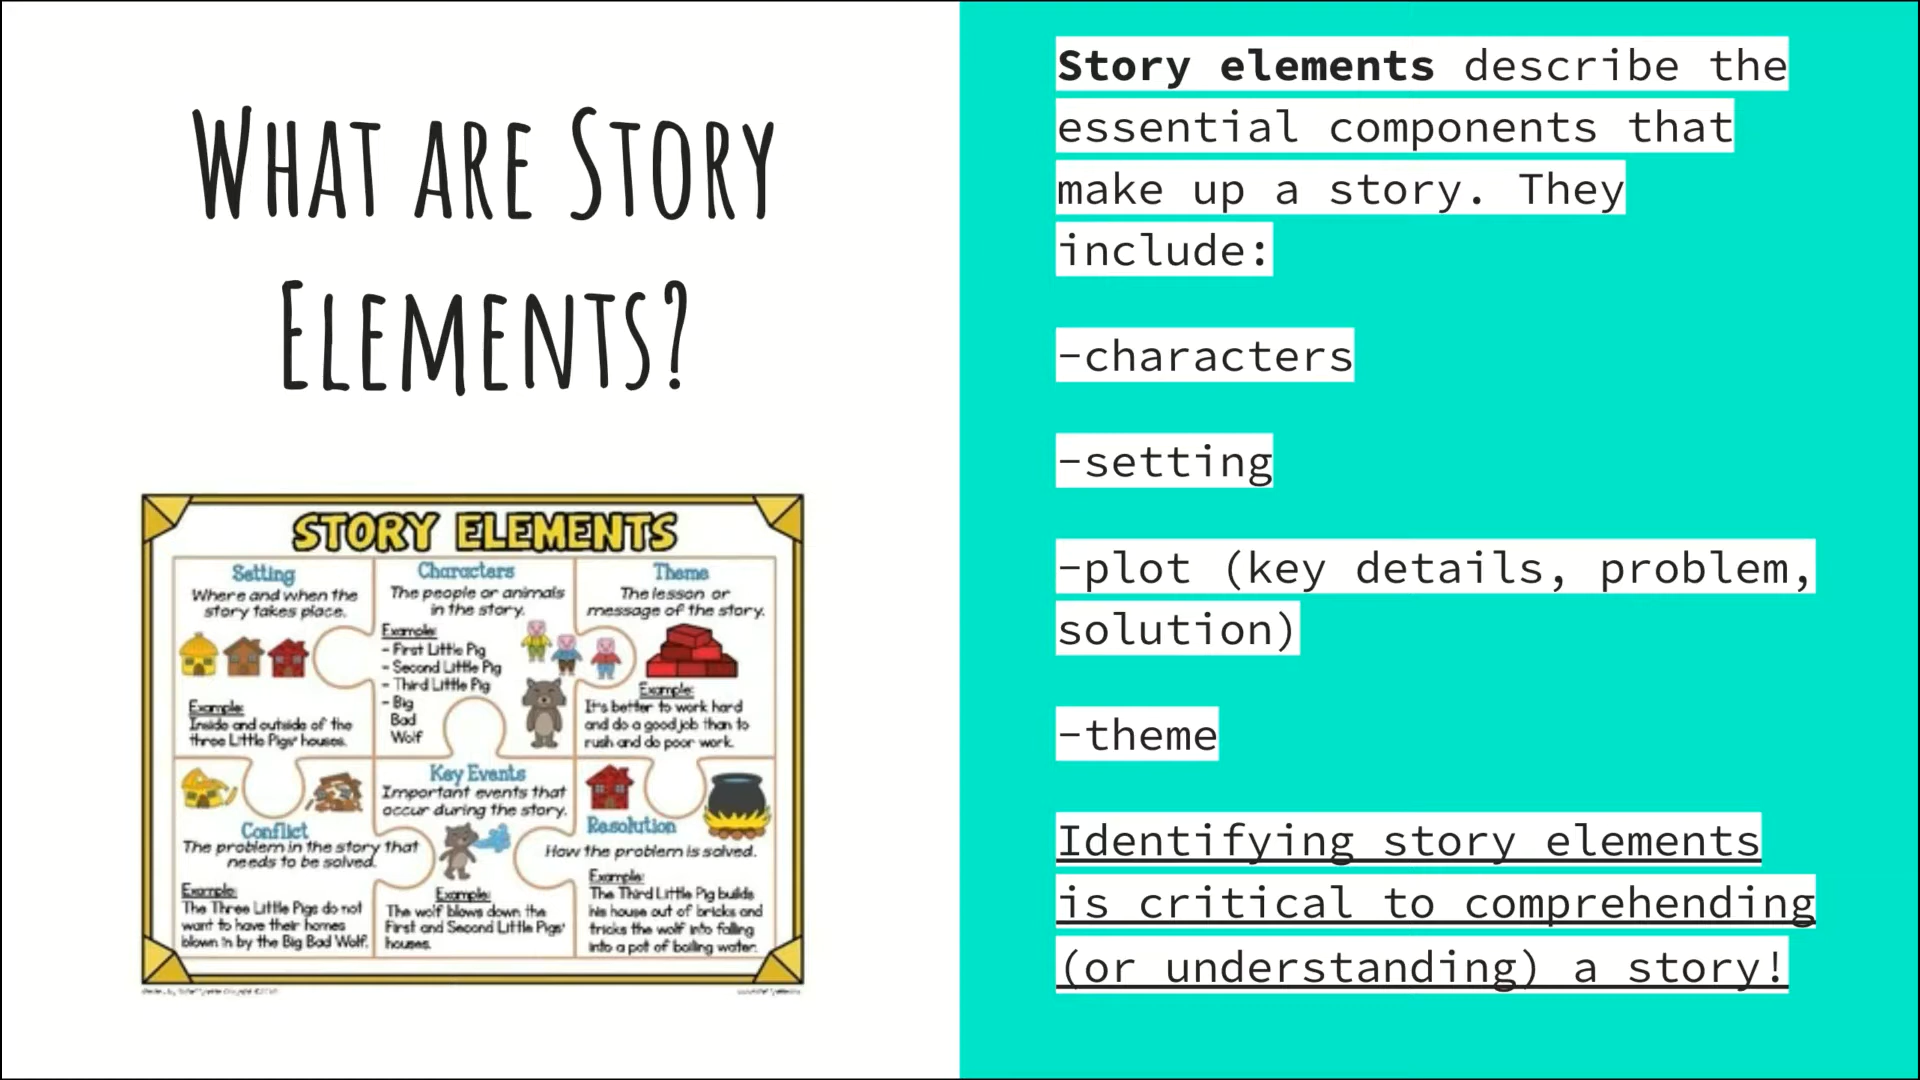 WHAT ARE STORY
ELEMENTS?
STORY ELEMENTS
Setting
Where and when the
story takes place.
Example:
Inside and outside of the
three Little Pigs' houses.
Characters
The people or animals
in the story.
Example:
- First Little Pig
- Second Little Pig
- Third Little Pig
- Big
Bad
Wolf
Theme
The lesson or
message of the story.
Example:
It's better to work hard
and do a good job than to
rush and do poor work.
Conflict
The problem in the story that
needs to be solved.
Example:
The Three Little Pigs do not
want to have their homes
blown in by the Big Bad Wolf.
Key Events
Important events that
occur during the story.
Example:
The wolf blows down the
First and Second Little Pigs'
houses.
Resolution
How the problem is solved.
Example:
The Third Little Pig builds
his house out of bricks and
tricks the wolf into falling
into a pot of boiling water.
Story elements describe the
essential components that
make up a story. They
include:
-characters
-setting
-plot (key details, problem,
solution)
-theme
Identifying story elements
is critical to comprehending
(or understanding) a story!